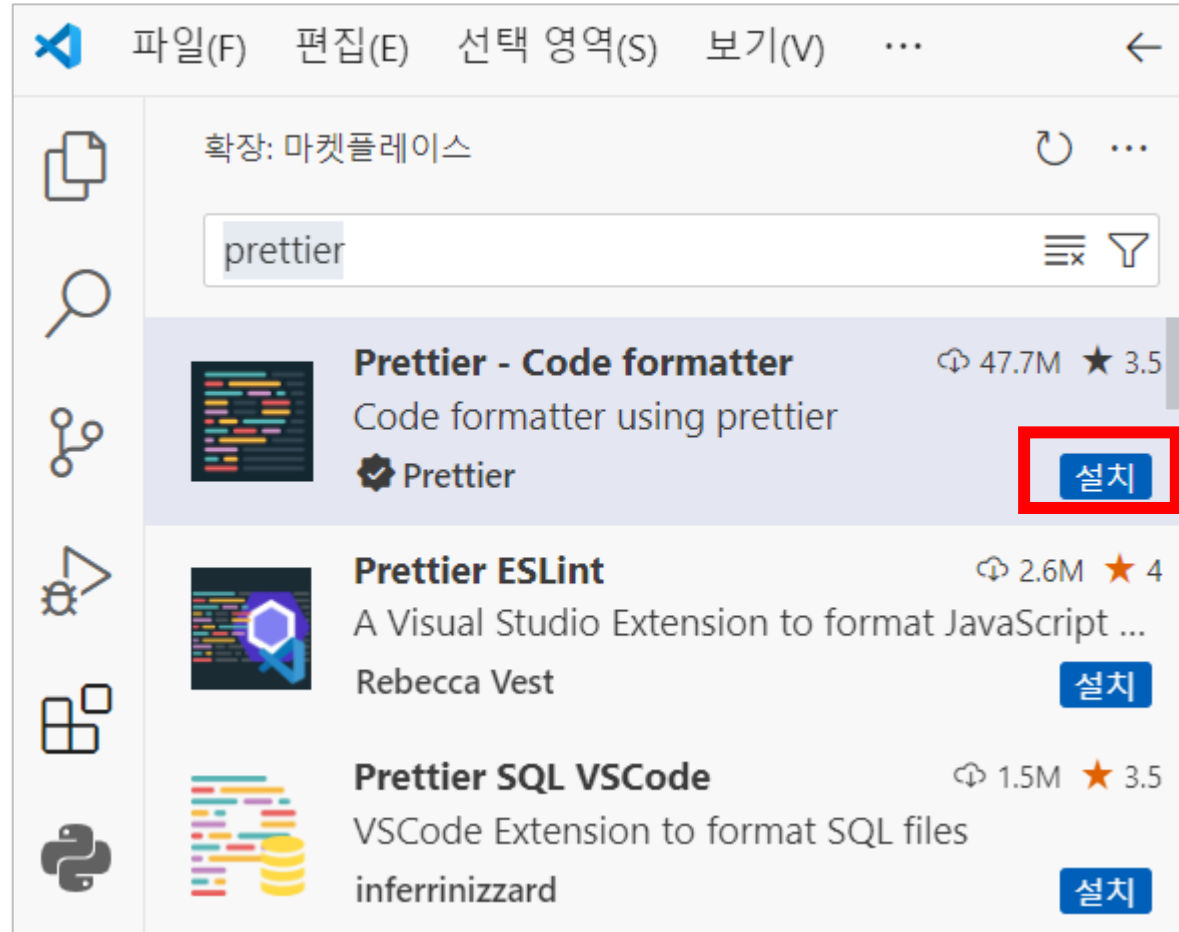 파일(F) 편집(E) 선택 영역(S) 보기(V) ...
확장: 마켓플레이스
prettier
Prettier - Code formatter 47.7M ★ 3.5
Code formatter using prettier
Prettier 설치
Prettier ESLint 2.6M ★ 4
A Visual Studio Extension to format JavaScript ...
Rebecca Vest 설치
Prettier SQL VSCode 1.5M ★ 3.5
VSCode Extension to format SQL files
inferrinizzard 설치